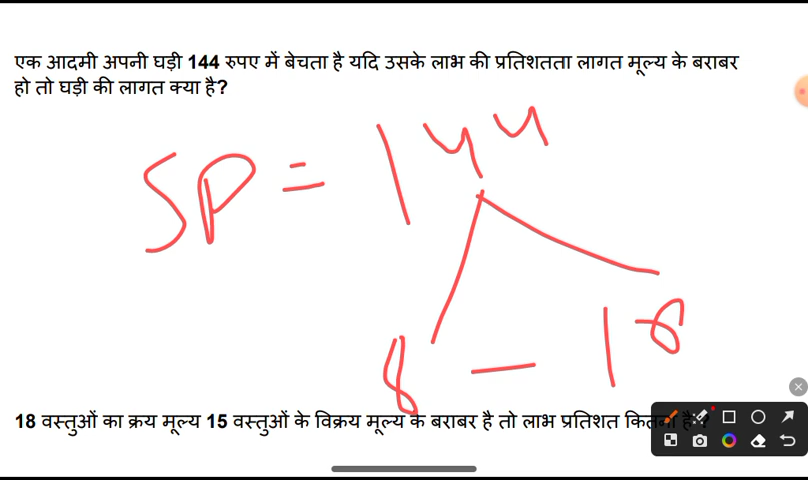 एक आदमी अपनी घड़ी 144 रुपए में बेचता है यदि उसके लाभ की प्रतिशतता लागत मूल्य के बराबर
हो तो घड़ी की लागत क्या है?
SP = 144
8 - 18
18 वस्तुओं का क्रय मूल्य 15 वस्तुओं के विक्रय मूल्य के बराबर है तो लाभ प्रतिशत कितना है?